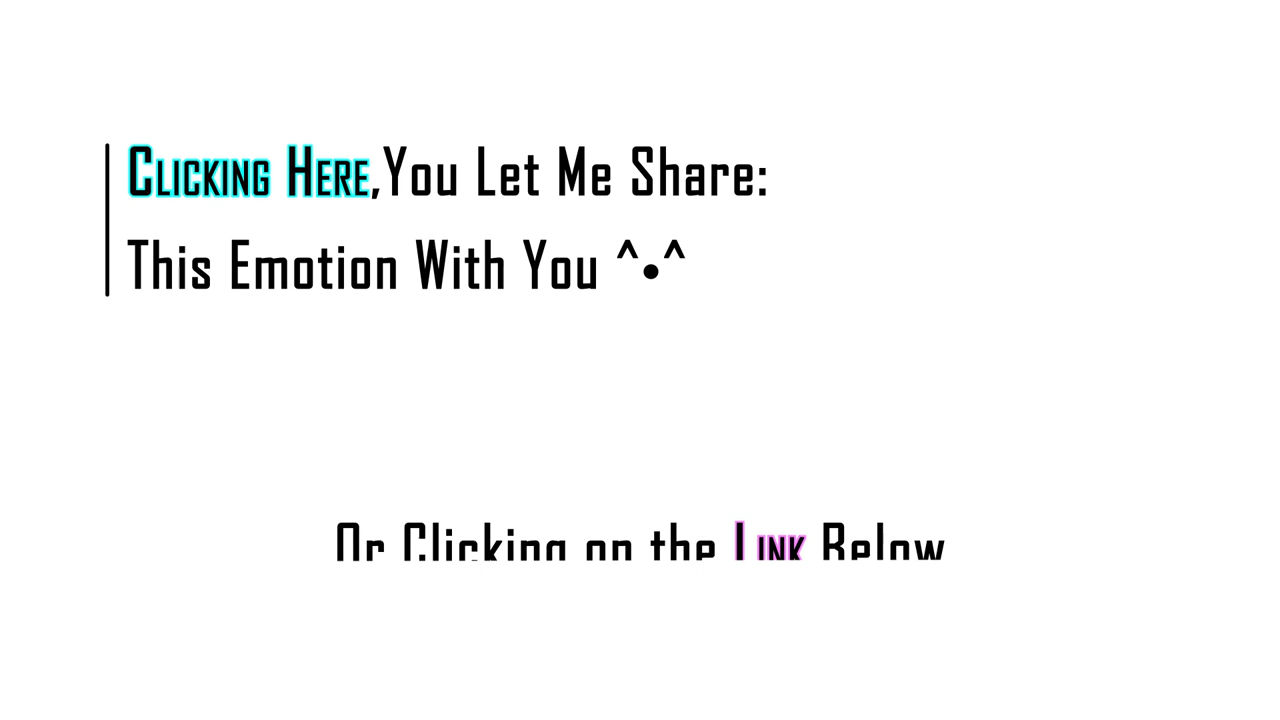 Clicking Here,You Let Me Share:
This Emotion With You ^•^
Or Clicking on the Link Below